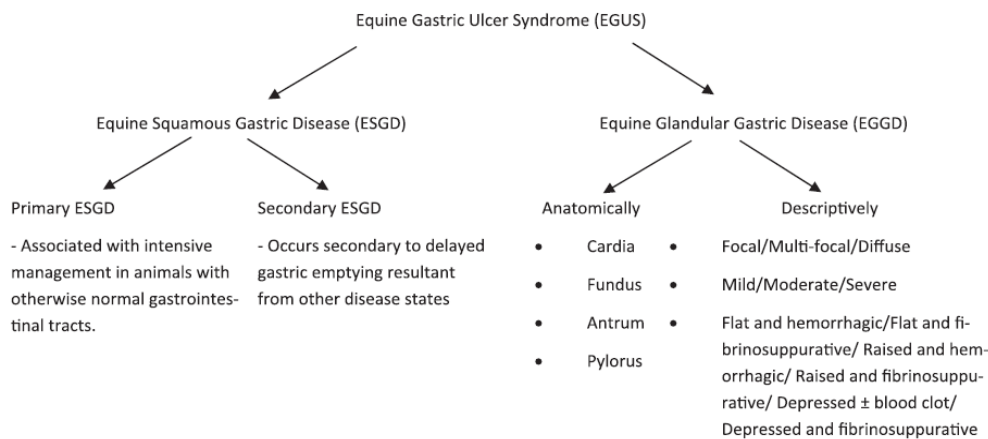 Equine Gastric Ulcer Syndrome (EGUS)
Equine Squamous Gastric Disease (ESGD)
Equine Glandular Gastric Disease (EGGD)
Primary ESGD
- Associated with intensive
management in animals with
otherwise normal gastrointes-
tinal tracts.
Secondary ESGD
- Occurs secondary to delayed
gastric emptying resultant
from other disease states
Anatomically
• Cardia
• Fundus
• Antrum
• Pylorus
Descriptively
• Focal/Multi-focal/Diffuse
• Mild/Moderate/Severe
• Flat and hemorrhagic/Flat and fi-
brinosuppurative/ Raised and hem-
orrhagic/ Raised and fibrinosuppu-
rative/ Depressed ± blood clot/
Depressed and fibrinosuppurative